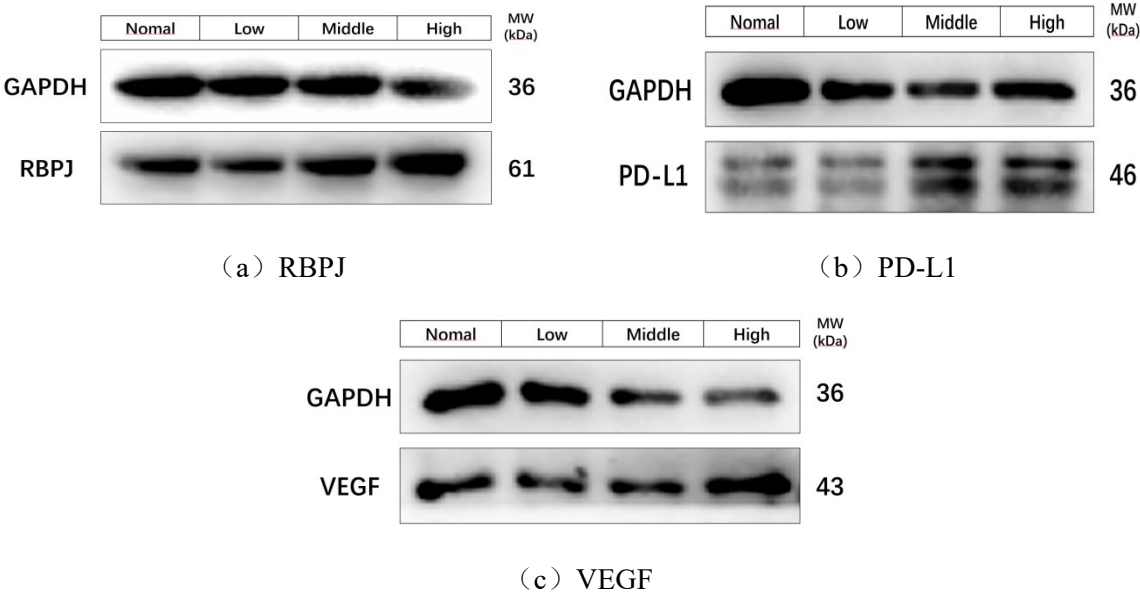 Nomal Low Middle High MW (kDa)
GAPDH 36
RBPJ 61
（a）RBPJ
Nomal Low Middle High MW (kDa)
GAPDH 36
PD-L1 46
（b）PD-L1
Nomal Low Middle High MW (kDa)
GAPDH 36
VEGF 43
（c）VEGF